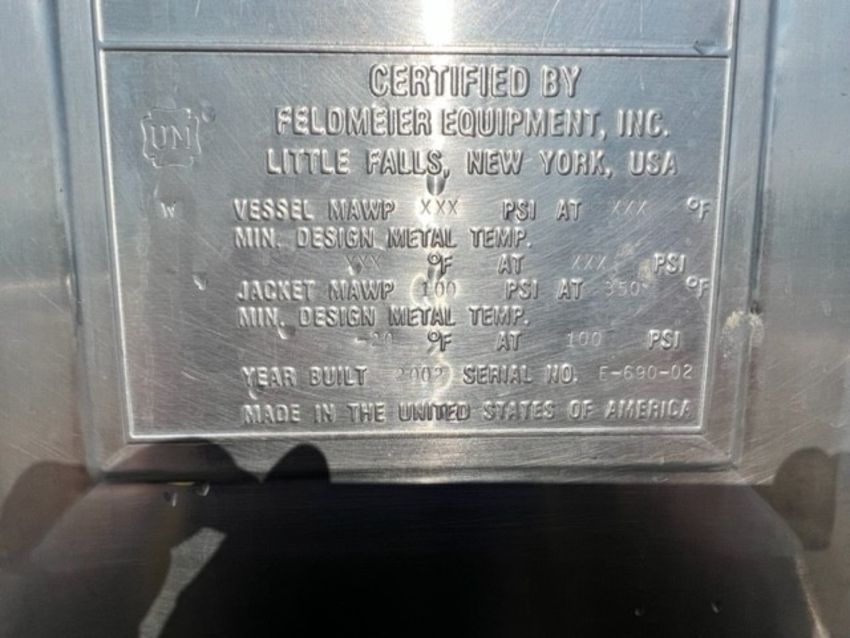 CERTIFIED BY
UM
FELDMEIER EQUIPMENT, INC.
LITTLE FALLS, NEW YORK, USA
W VESSEL MAWP XXX PSI AT XXX °F
MIN. DESIGN METAL TEMP.
XXX °F AT XXX PSI
JACKET MAWP 100 PSI AT 350 °F
MIN. DESIGN METAL TEMP.
-20 °F AT 100 PSI
YEAR BUILT 2002 SERIAL NO. E-690-02
MADE IN THE UNITED STATES OF AMERICA